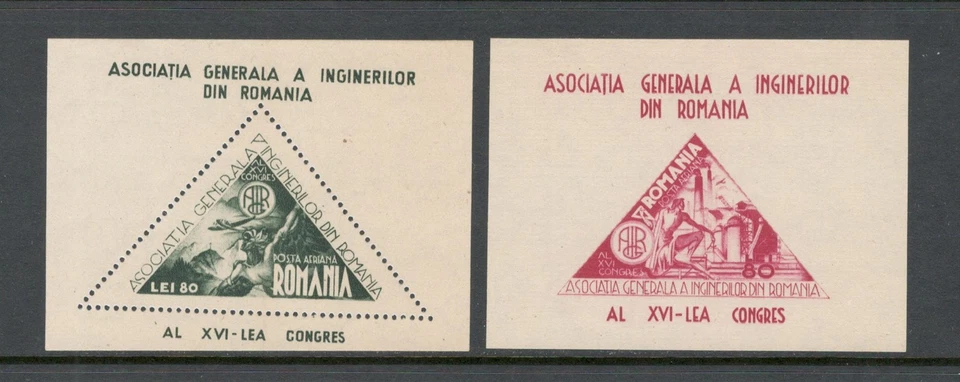 ASOCIAȚIA GENERALA A INGINERILOR
DIN ROMANIA
ASOCIAȚIA GENERALA A INGINERILOR DIN ROMANIA
AL
XVI
CONGRES
POSTA AERIANA
LEI 80
ROMANIA
AL XVI-LEA CONGRES
ASOCIAȚIA GENERALA A INGINERILOR
DIN ROMANIA
ROMANIA
POSTA AERIANA
AL
XVI
CONGRES
80
ASOCIAȚIA GENERALA A INGINERILOR DIN ROMANIA
AL XVI-LEA CONGRES